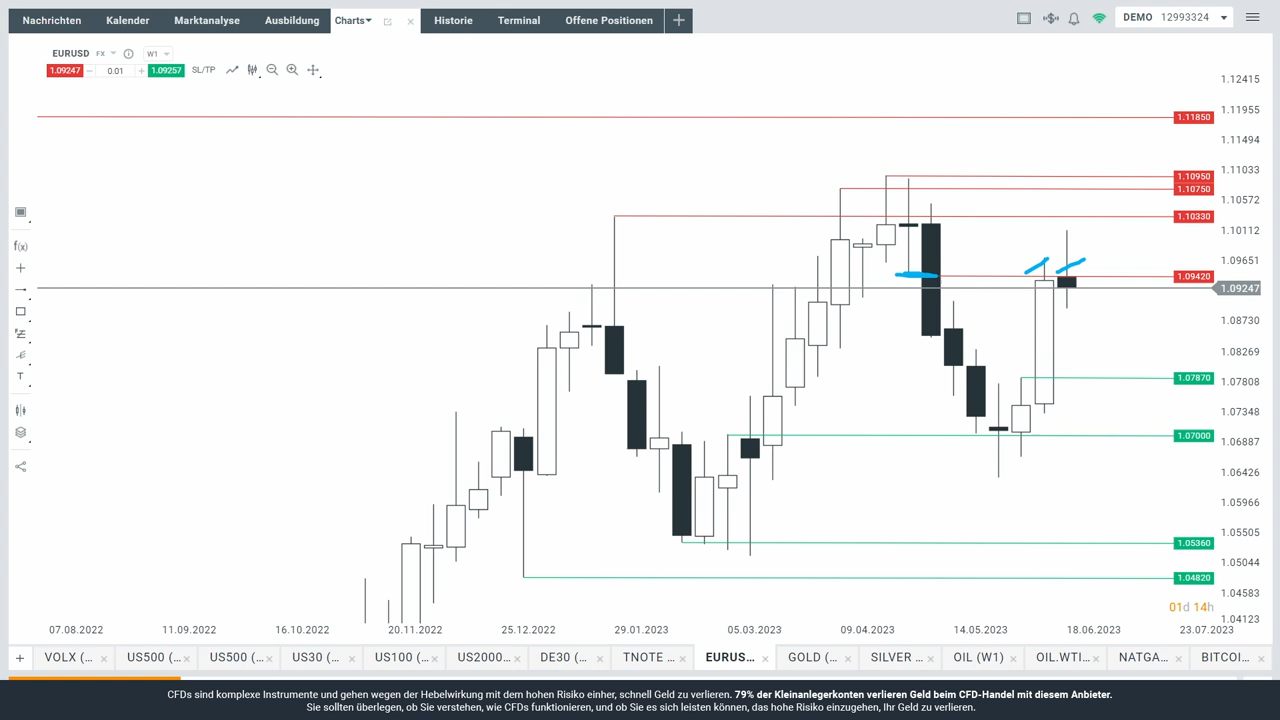 Nachrichten Kalender Marktanalyse Ausbildung Charts Historie Terminal Offene Positionen
DEMO 12993324
EURUSD FX W1
1.09247 0.01 1.09257 SL/TP
1.12415
1.11955
1.11850
1.11494
1.11033
1.10950
1.10750
1.10572
1.10330
1.10112
1.09651
1.09420
1.09247
1.08730
1.08269
1.07870
1.07808
1.07348
1.07000
1.06887
1.06426
1.05966
1.05505
1.05360
1.05044
1.04820
1.04583
1.04123
f(x)
T
01d 14h
07.08.2022 11.09.2022 16.10.2022 20.11.2022 25.12.2022 29.01.2023 05.03.2023 09.04.2023 14.05.2023 18.06.2023 23.07.2023
VOLX (... US500 (... US500 (... US30 (... US100 (... US2000... DE30 (... TNOTE ... EURUS... GOLD (... SILVER ... OIL (W1) OIL.WTI... NATGA... BITCOI...
CFDs sind komplexe Instrumente und gehen wegen der Hebelwirkung mit dem hohen Risiko einher, schnell Geld zu verlieren. 79% der Kleinanlegerkonten verlieren Geld beim CFD-Handel mit diesem Anbieter.
Sie sollten überlegen, ob Sie verstehen, wie CFDs funktionieren, und ob Sie es sich leisten können, das hohe Risiko einzugehen, Ihr Geld zu verlieren.